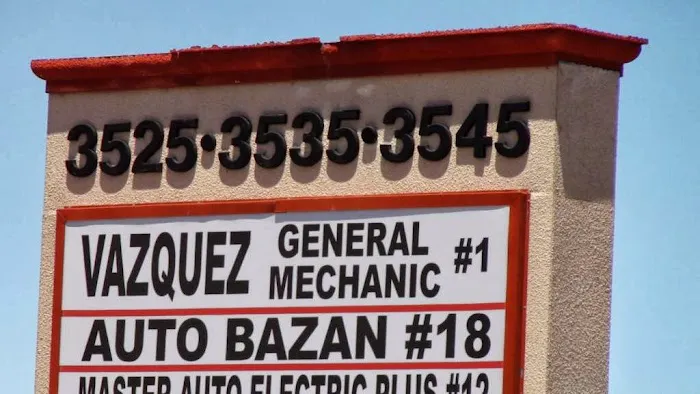 3525·3535·3545
VAZQUEZ GENERAL MECHANIC #1
AUTO BAZAN #18
MASTER AUTO ELECTRIC PLUS #12